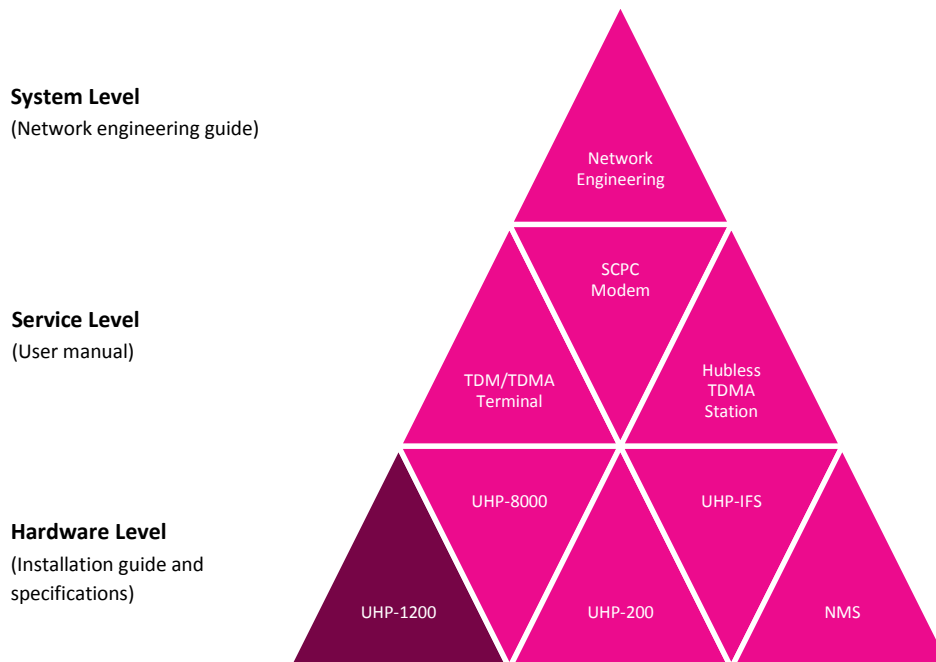 System Level
(Network engineering guide)
Network
Engineering
SCPC
Modem
Service Level
(User manual)
TDM/TDMA
Terminal
Hubless
TDMA
Station
Hardware Level
(Installation guide and
specifications)
UHP-8000
UHP-IFS
UHP-1200
UHP-200
NMS